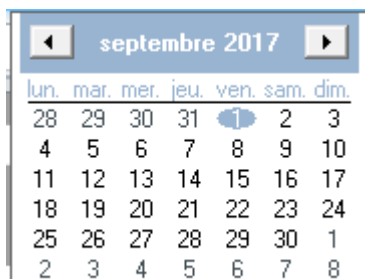 septembre 2017
lun. mar. mer. jeu. ven. sam. dim.
28 29 30 31 1 2 3
4 5 6 7 8 9 10
11 12 13 14 15 16 17
18 19 20 21 22 23 24
25 26 27 28 29 30 1
2 3 4 5 6 7 8